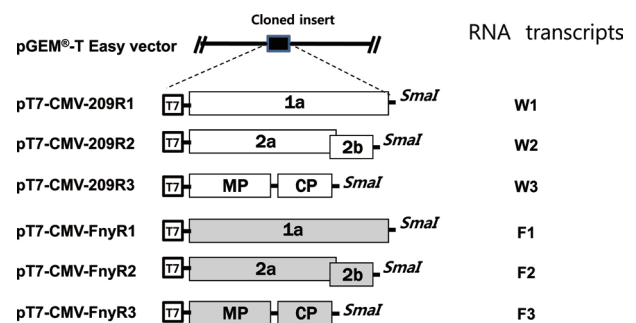 Cloned insert
RNA transcripts
pGEM®-T Easy vector
pT7-CMV-209R1 T7 1a SmaI W1
pT7-CMV-209R2 T7 2a 2b SmaI W2
pT7-CMV-209R3 T7 MP CP SmaI W3
pT7-CMV-FnyR1 T7 1a SmaI F1
pT7-CMV-FnyR2 T7 2a 2b SmaI F2
pT7-CMV-FnyR3 T7 MP CP SmaI F3